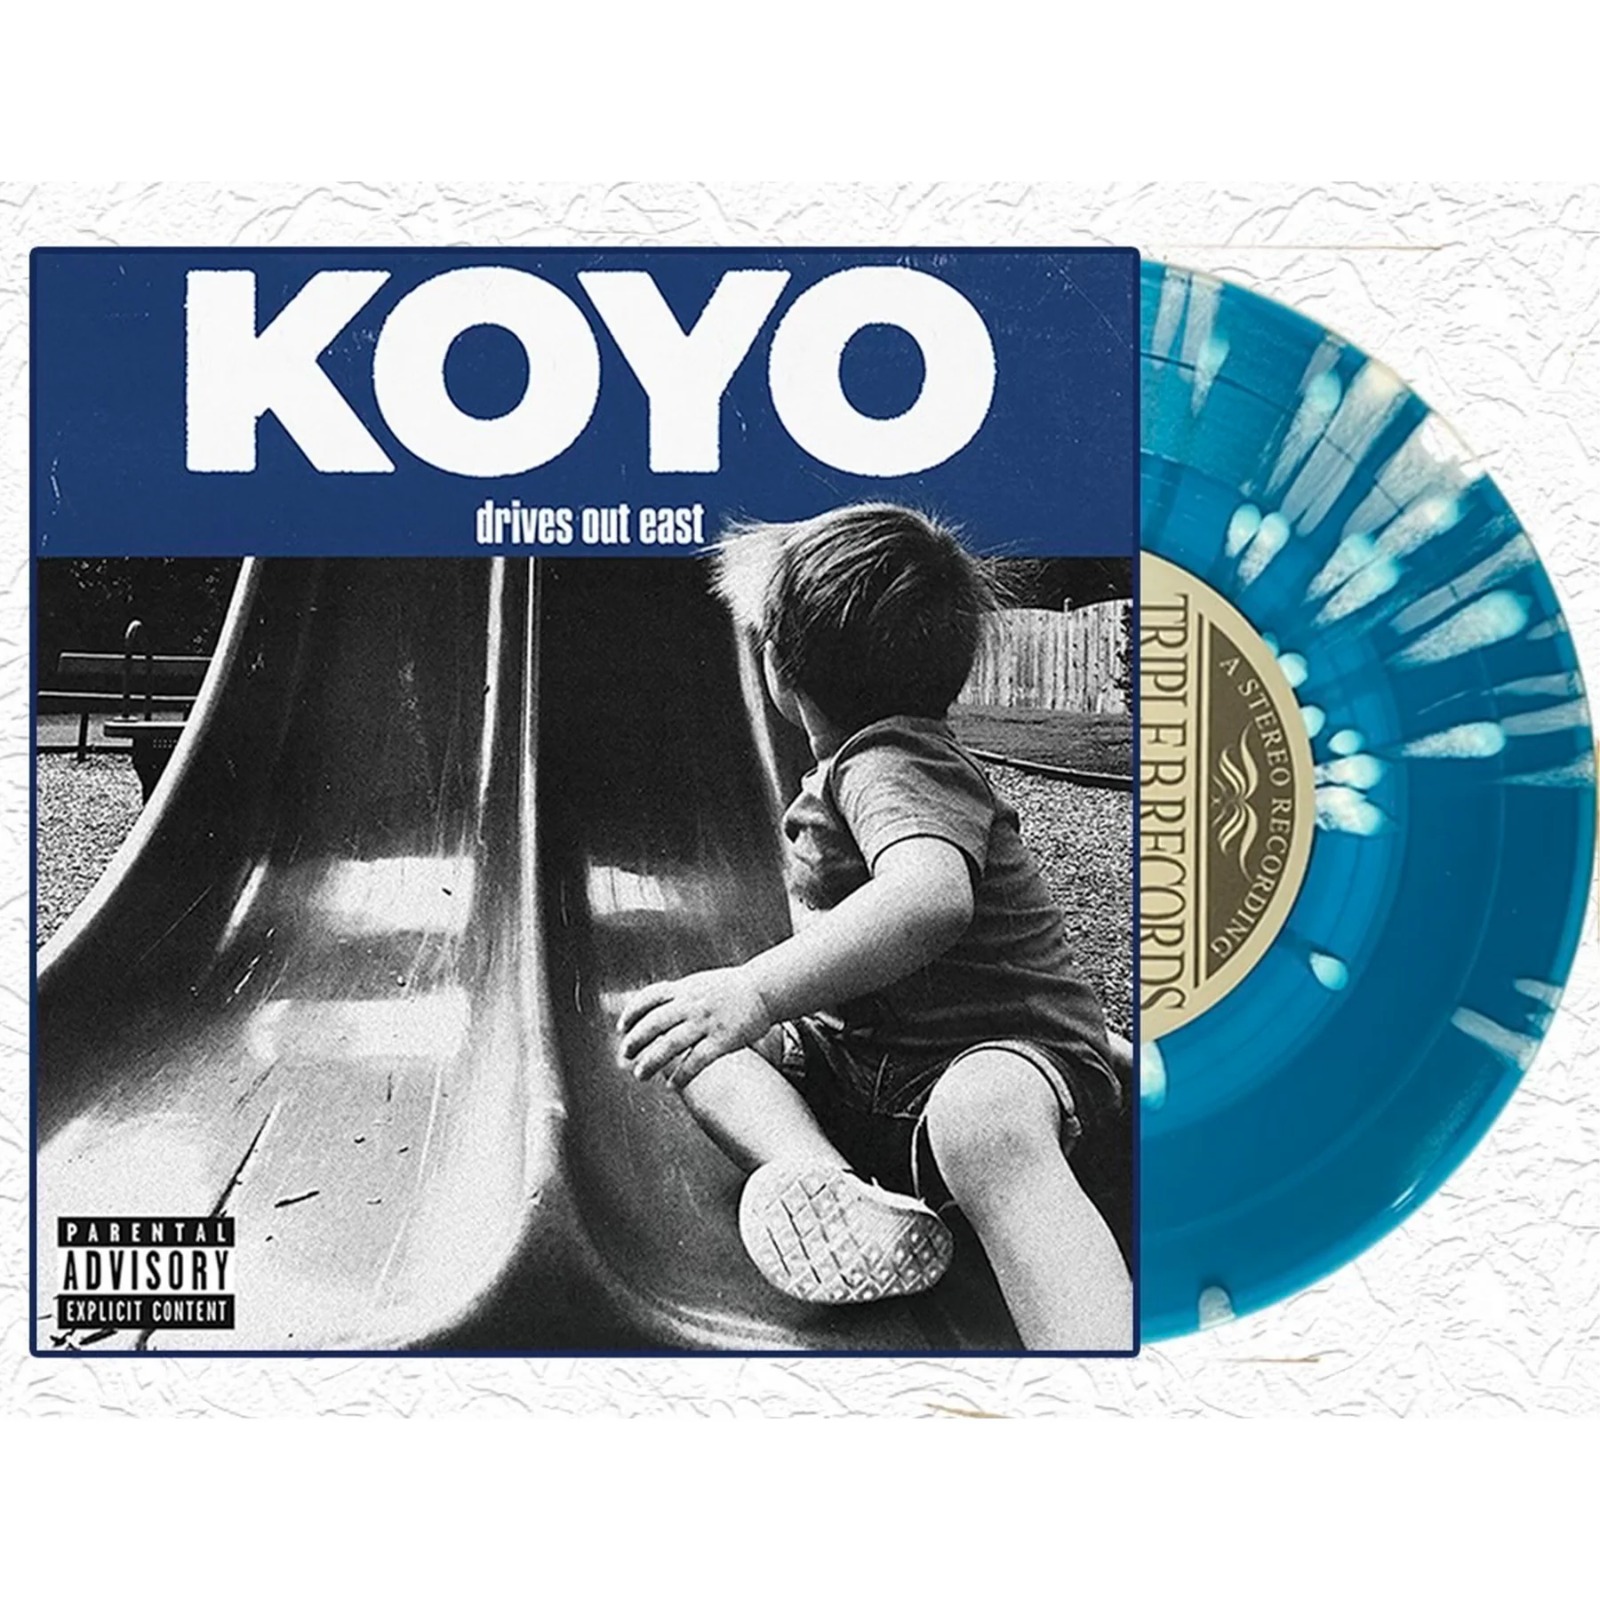 KOYO
drives out east
PARENTAL
ADVISORY
EXPLICIT CONTENT
TRIPLE B RECORDS
A STEREO RECORDING